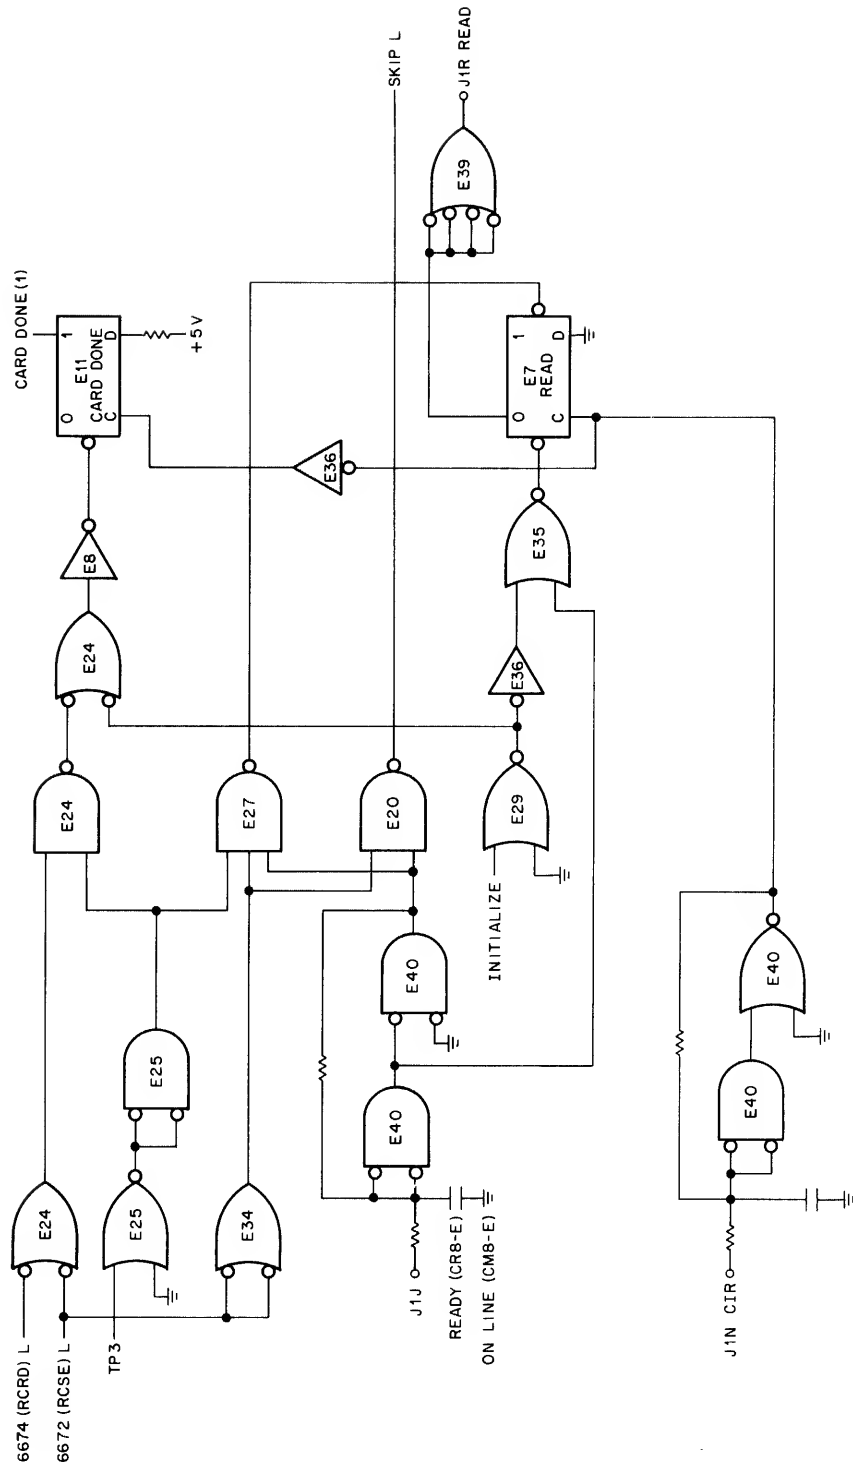 6674 (RCRD) L
6672 (RCSE) L
TP3
E24
E25
E34
E25
E24
E27
E24
E8
CARD DONE (1)
0
1
E11
CARD DONE
C
D
+5V
E36
J1J
READY (CR8-E)
ON LINE (CM8-E)
E40
E40
E20
SKIP L
INITIALIZE
E29
E36
E35
0
1
E7
READ
C
D
E39
J1R READ
J1N CIR
E40
E40